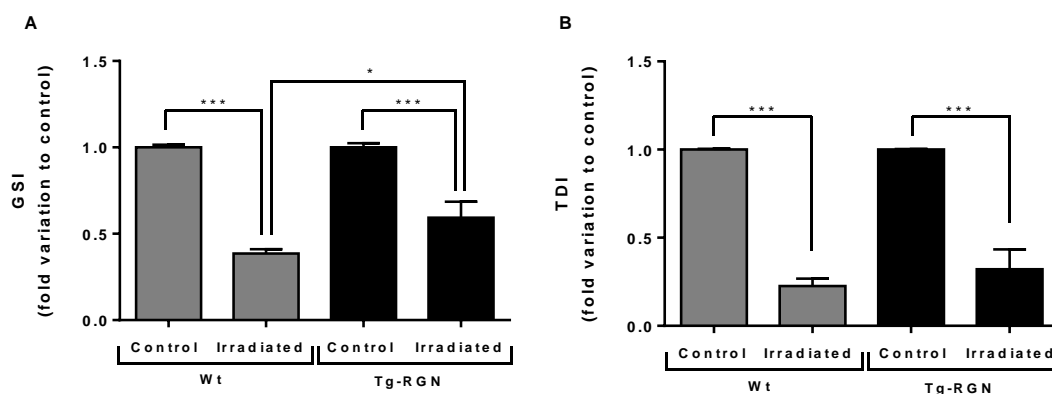 A
GSI
(fold variation to control)
1.5
1.0
0.5
0.0
***
*
***
Control Irradiated Control Irradiated
Wt Tg-RGN
B
TDI
(fold variation to control)
1.5
1.0
0.5
0.0
***
***
Control Irradiated Control Irradiated
Wt Tg-RGN